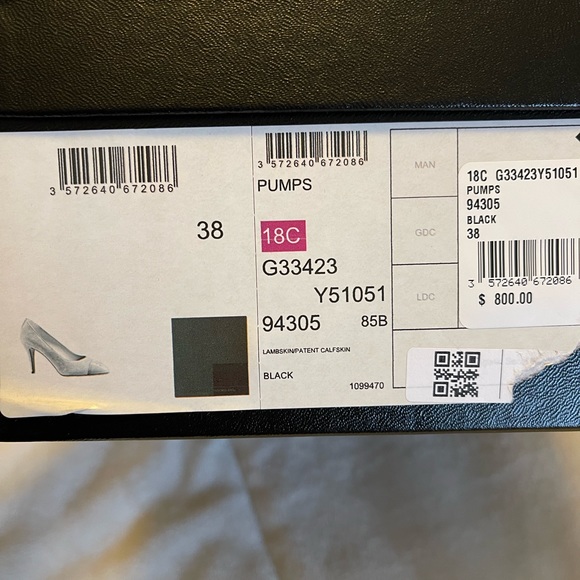 3 572640 672086
38
3 572640 672086
PUMPS
18C
G33423
Y51051
94305 85B
LAMBSKIN/PATENT CALFSKIN
BLACK
1099470
MAN
GDC
LDC
18C G33423Y51051
PUMPS
94305
BLACK
38
3 572640 672086
$ 800.00